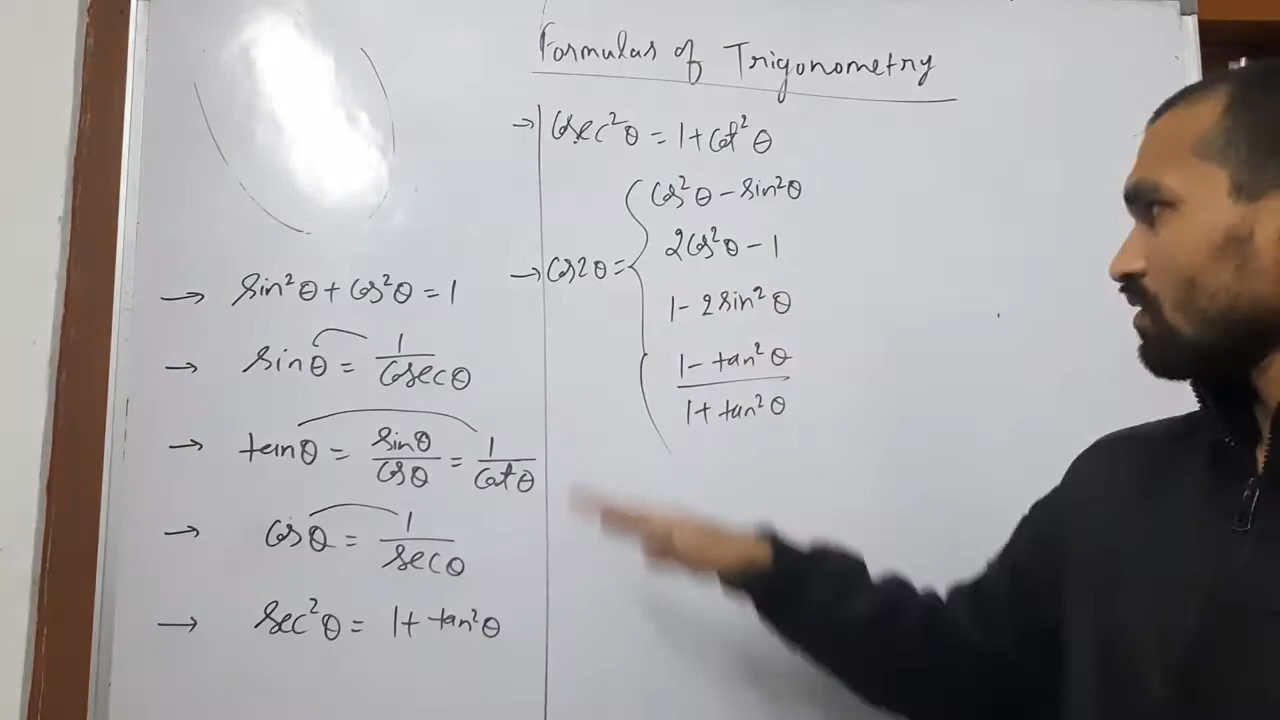 Formulas of Trigonometry
→ sin²θ + cos²θ = 1
→ sinθ = 1/cosecθ
→ tanθ = sinθ/cosθ = 1/cotθ
→ cosθ = 1/secθ
→ sec²θ = 1 + tan²θ
→ cosec²θ = 1 + cot²θ
→ cos2θ = { cos²θ - sin²θ
2cos²θ - 1
1 - 2sin²θ
1 - tan²θ
1 + tan²θ